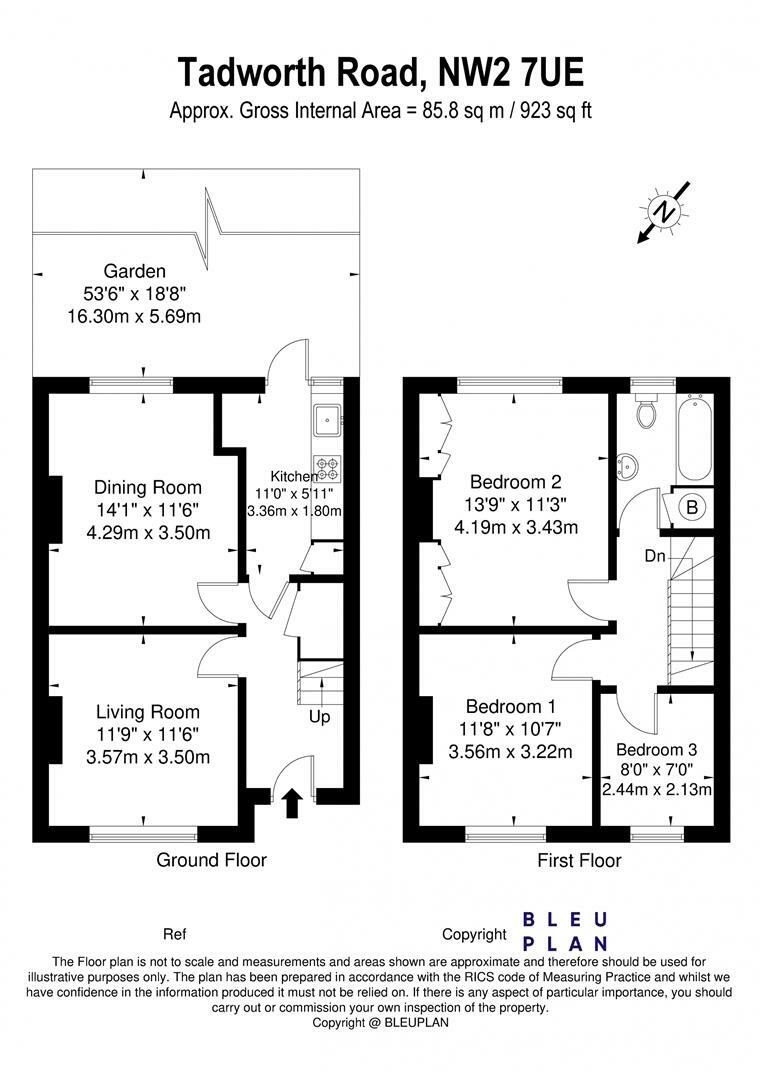 Tadworth Road, NW2 7UE
Approx. Gross Internal Area = 85.8 sq m / 923 sq ft
N
Garden
53'6" x 18'8"
16.30m x 5.69m
Dining Room
14'1" x 11'6"
4.29m x 3.50m
Kitchen
11'0" x 5'11"
3.36m x 1.80m
Living Room
11'9" x 11'6"
3.57m x 3.50m
Up
Ground Floor
Bedroom 2
13'9" x 11'3"
4.19m x 3.43m
B
Dn
Bedroom 1
11'8" x 10'7"
3.56m x 3.22m
Bedroom 3
8'0" x 7'0"
2.44m x 2.13m
First Floor
Ref
Copyright
BLEU
PLAN
The Floor plan is not to scale and measurements and areas shown are approximate and therefore should be used for
illustrative purposes only. The plan has been prepared in accordance with the RICS code of Measuring Practice and whilst we
have confidence in the information produced it must not be relied on. If there is any aspect of particular importance, you should
carry out or commission your own inspection of the property.
Copyright @ BLEUPLAN